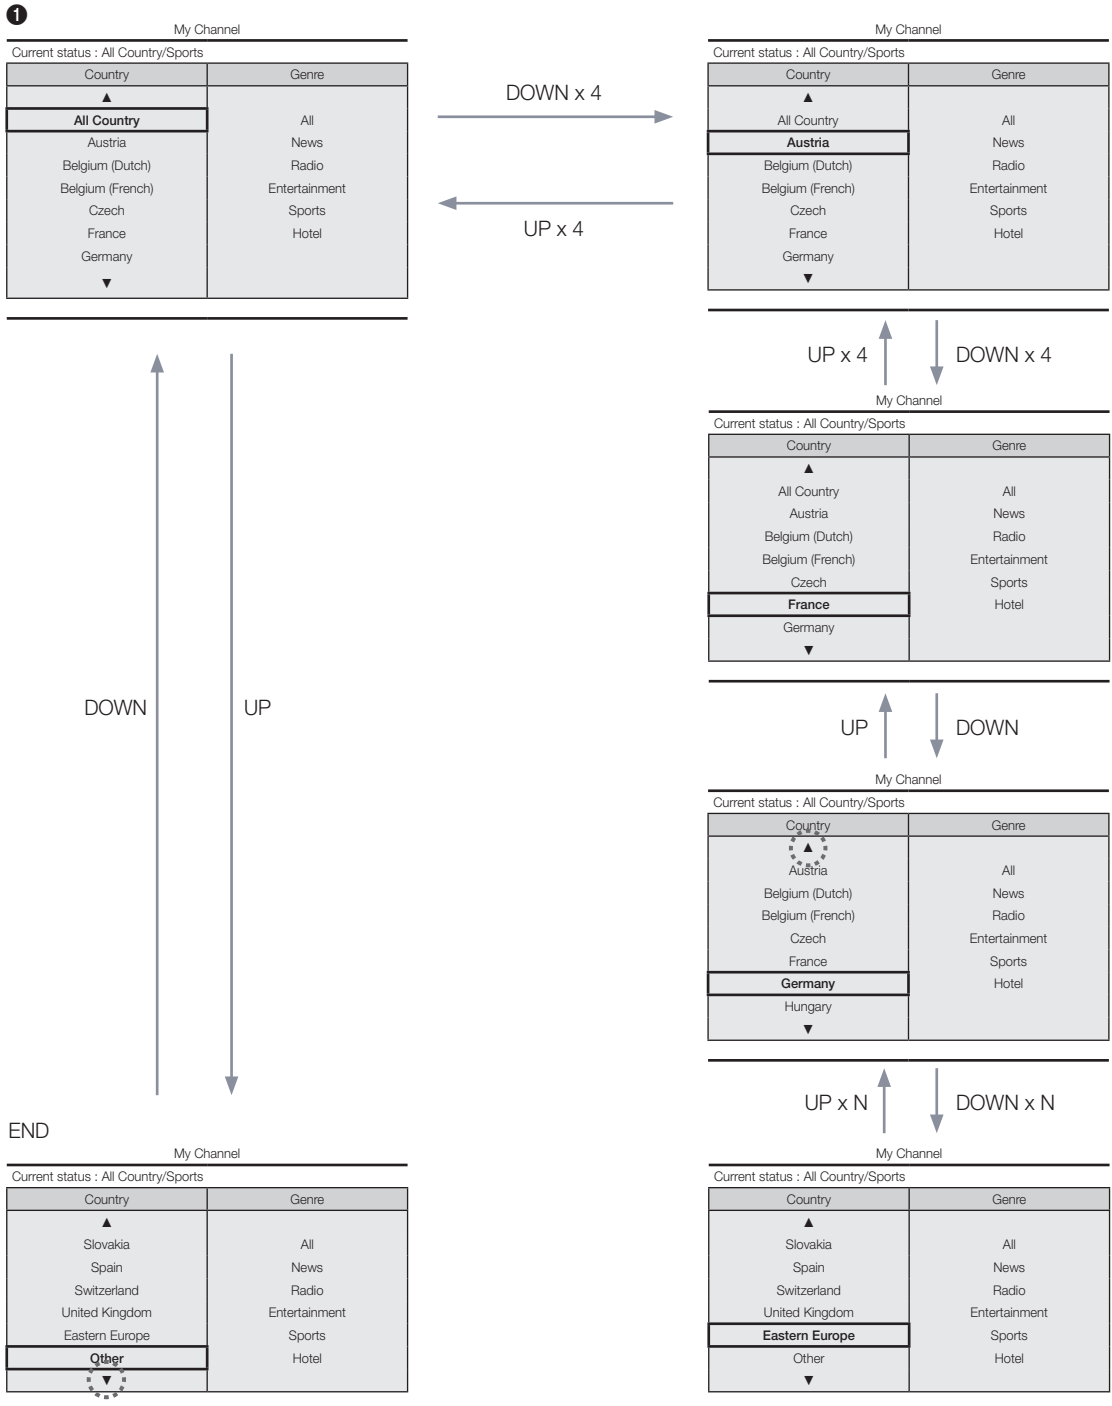 ❶
My Channel
Current status : All Country/Sports
Country Genre
▲
All Country All
Austria News
Belgium (Dutch) Radio
Belgium (French) Entertainment
Czech Sports
France Hotel
Germany
▼
DOWN x 4
UP x 4
My Channel
Current status : All Country/Sports
Country Genre
▲
All Country All
Austria News
Belgium (Dutch) Radio
Belgium (French) Entertainment
Czech Sports
France Hotel
Germany
▼
UP x 4 DOWN x 4
My Channel
Current status : All Country/Sports
Country Genre
▲
All Country All
Austria News
Belgium (Dutch) Radio
Belgium (French) Entertainment
Czech Sports
France Hotel
Germany
▼
DOWN UP
UP DOWN
My Channel
Current status : All Country/Sports
Country Genre
▲
Austria All
Belgium (Dutch) News
Belgium (French) Radio
Czech Entertainment
France Sports
Germany Hotel
Hungary
▼
UP x N DOWN x N
END
My Channel
Current status : All Country/Sports
Country Genre
▲
Slovakia All
Spain News
Switzerland Radio
United Kingdom Entertainment
Eastern Europe Sports
Other Hotel
▼
My Channel
Current status : All Country/Sports
Country Genre
▲
Slovakia All
Spain News
Switzerland Radio
United Kingdom Entertainment
Eastern Europe Sports
Other Hotel
▼